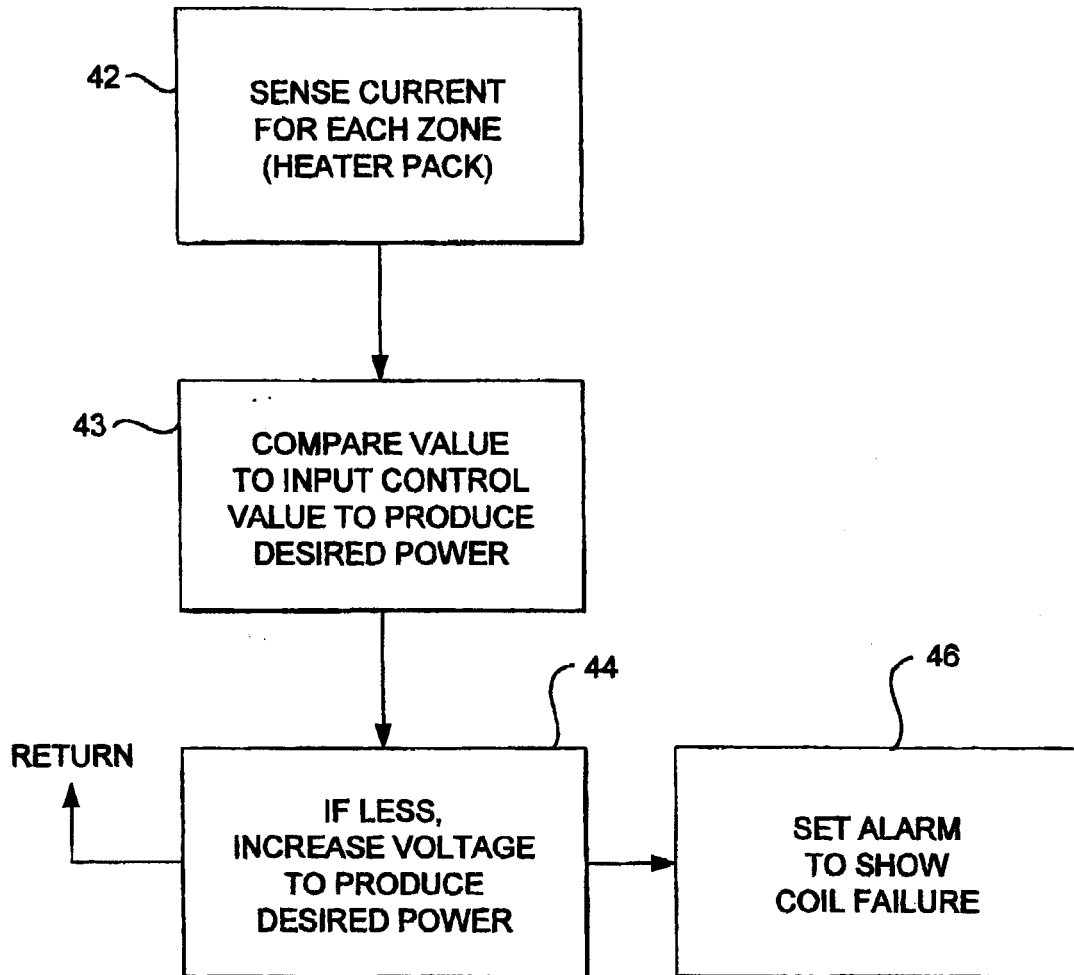 42
SENSE CURRENT
FOR EACH ZONE
(HEATER PACK)
43
COMPARE VALUE
TO INPUT CONTROL
VALUE TO PRODUCE
DESIRED POWER
44
46
RETURN
IF LESS,
INCREASE VOLTAGE
TO PRODUCE
DESIRED POWER
SET ALARM
TO SHOW
COIL FAILURE